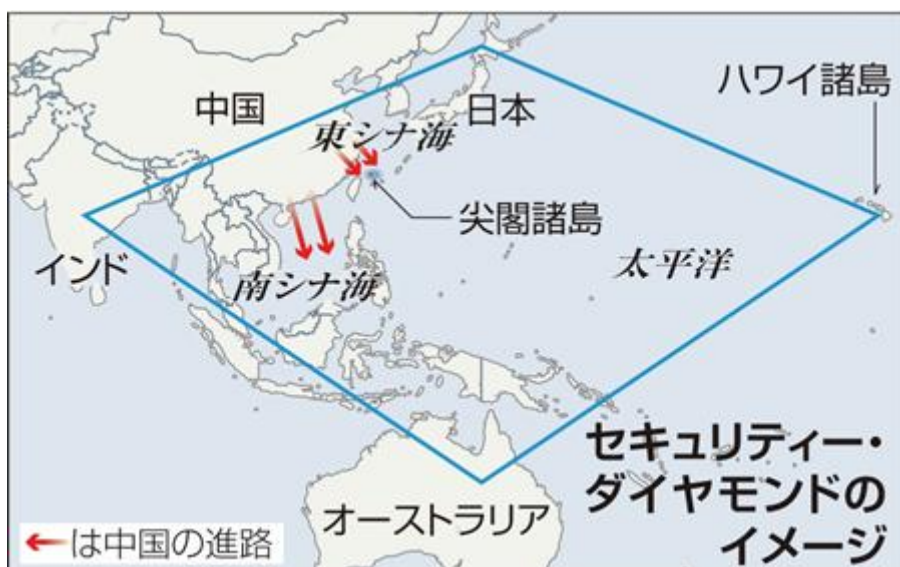 ハワイ諸島
中国
日本
東シナ海
尖閣諸島
インド
太平洋
南シナ海
セキュリティー・
ダイヤモンドの
イメージ
オーストラリア
←は中国の進路